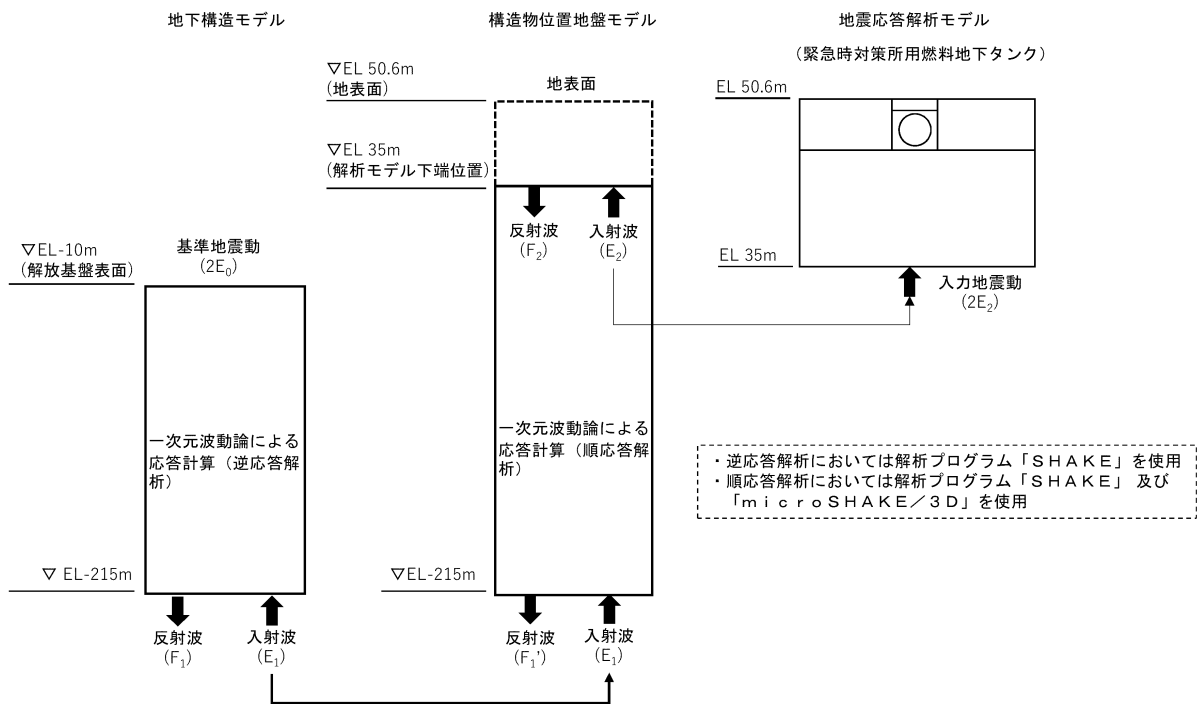 地下構造モデル
▽EL-10m
(解放基盤表面)
基準地震動
(2E₀)
一次元波動論による
応答計算（逆応答解
析）
▽ EL-215m
反射波
(F₁)
入射波
(E₁)
構造物位置地盤モデル
▽EL 50.6m
(地表面)
地表面
▽EL 35m
(解析モデル下端位置)
反射波
(F₂)
入射波
(E₂)
一次元波動論による
応答計算（順応答解
析）
▽EL-215m
反射波
(F₁')
入射波
(E₁)
地震応答解析モデル
（緊急時対策所用燃料地下タンク）
EL 50.6m
EL 35m
入力地震動
(2E₂)
・逆応答解析においては解析プログラム「ＳＨＡＫＥ」を使用
・順応答解析においては解析プログラム「ＳＨＡＫＥ」 及び
「ｍｉｃｒｏＳＨＡＫＥ／３Ｄ」を使用